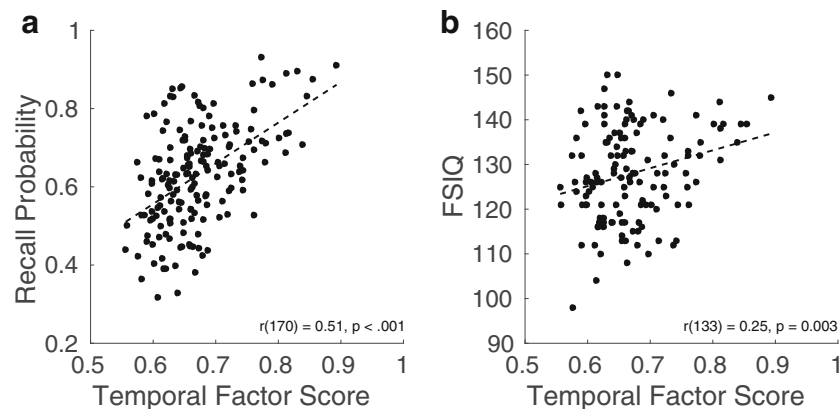 a
1
0.8
0.6
0.4
0.2
Recall Probability
0.5 0.6 0.7 0.8 0.9 1
Temporal Factor Score
r(170) = 0.51, p < .001
b
160
150
140
130
120
110
100
90
FSIQ
0.5 0.6 0.7 0.8 0.9 1
Temporal Factor Score
r(133) = 0.25, p = 0.003